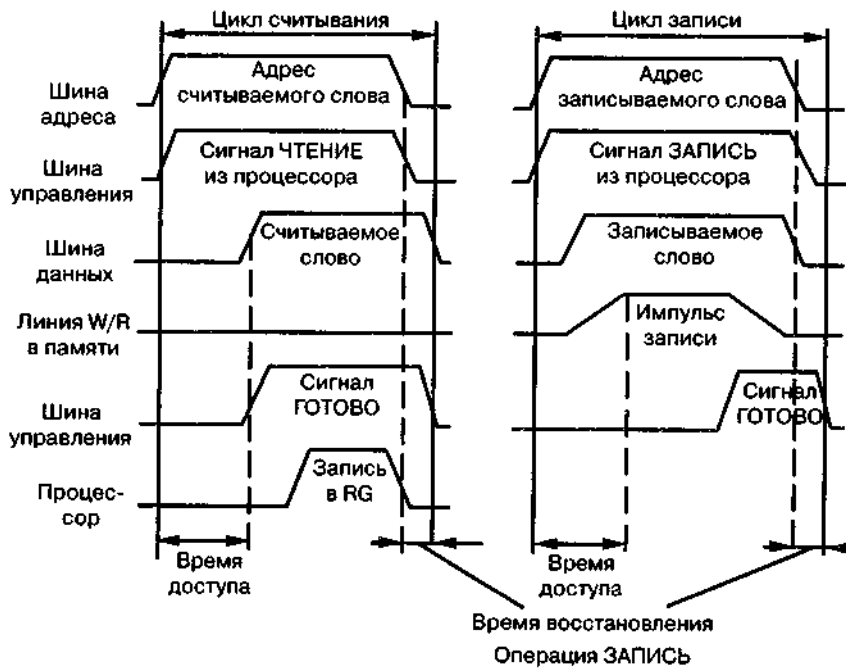 Цикл считывания
Цикл записи
Шина
адреса
Адрес
считываемого слова
Адрес
записываемого слова
Шина
управления
Сигнал ЧТЕНИЕ
из процессора
Сигнал ЗАПИСЬ
из процессора
Шина
данных
Считываемое
слово
Записываемое
слово
Линия W/R
в памяти
Импульс
записи
Шина
управления
Сигнал
ГОТОВО
Сигнал
ГОТОВО
Процес-
сор
Запись
в RG
Время
доступа
Время
доступа
Время восстановления
Операция ЗАПИСЬ